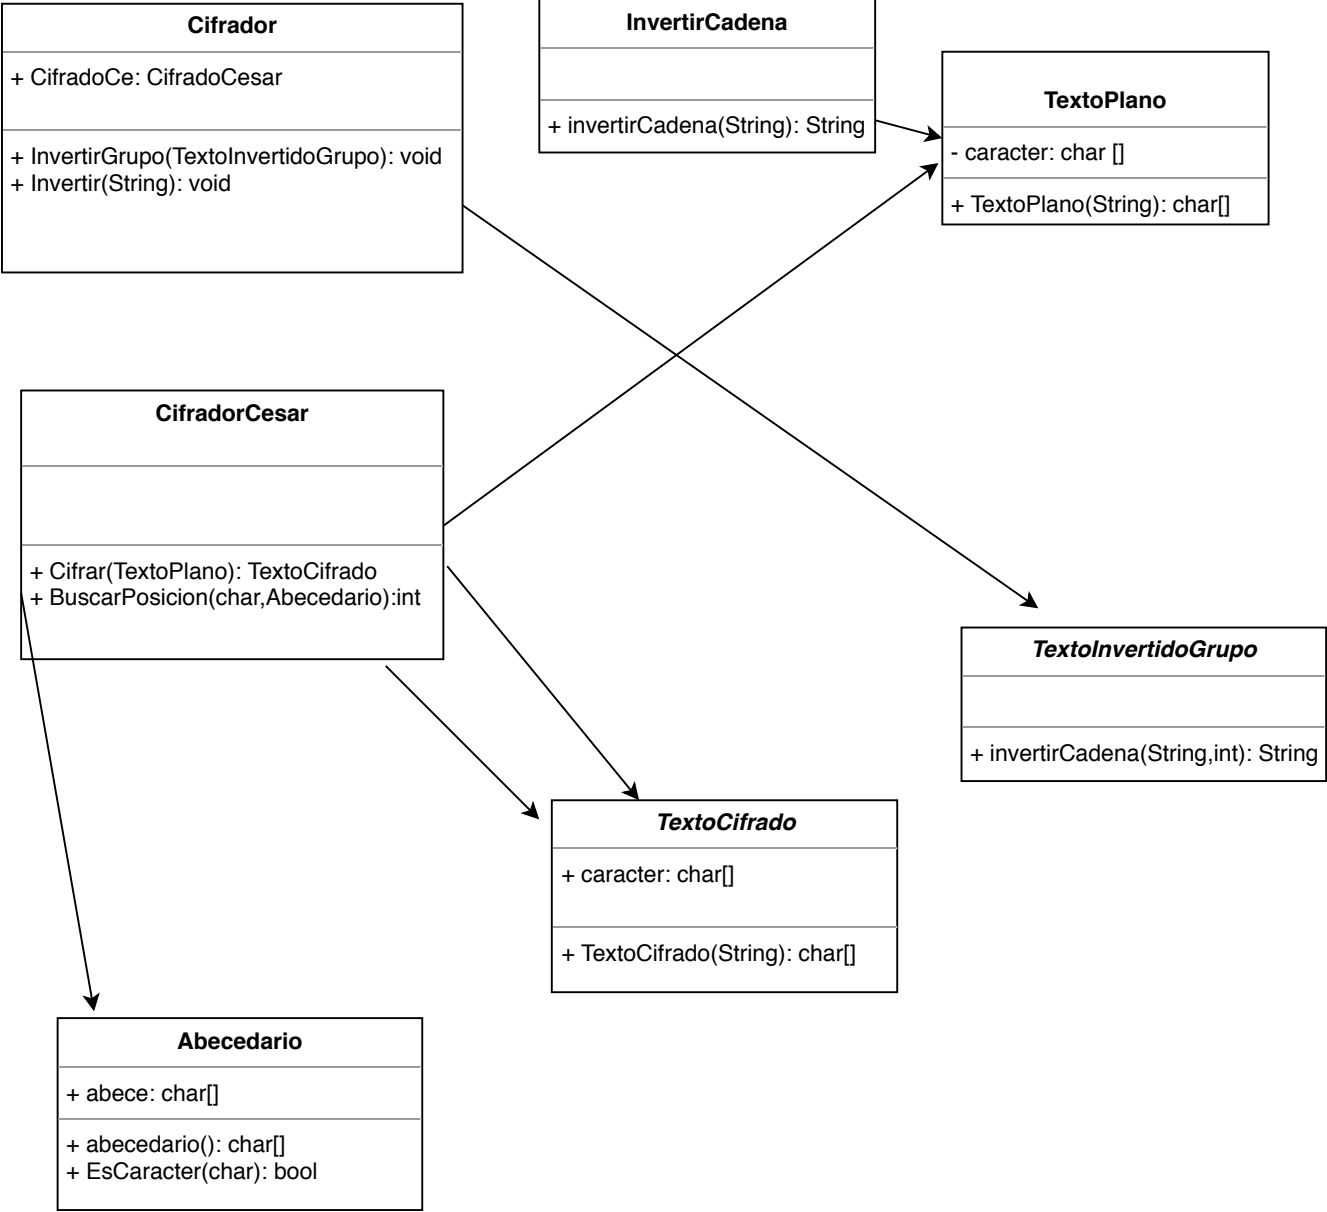 Cifrador
+ CifradoCe: CifradoCesar
+ InvertirGrupo(TextoInvertidoGrupo): void
+ Invertir(String): void
InvertirCadena
+ invertirCadena(String): String
TextoPlano
- caracter: char []
+ TextoPlano(String): char[]
CifradorCesar
+ Cifrar(TextoPlano): TextoCifrado
+ BuscarPosicion(char,Abecedario):int
TextoInvertidoGrupo
+ invertirCadena(String,int): String
TextoCifrado
+ caracter: char[]
+ TextoCifrado(String): char[]
Abecedario
+ abece: char[]
+ abecedario(): char[]
+ EsCaracter(char): bool